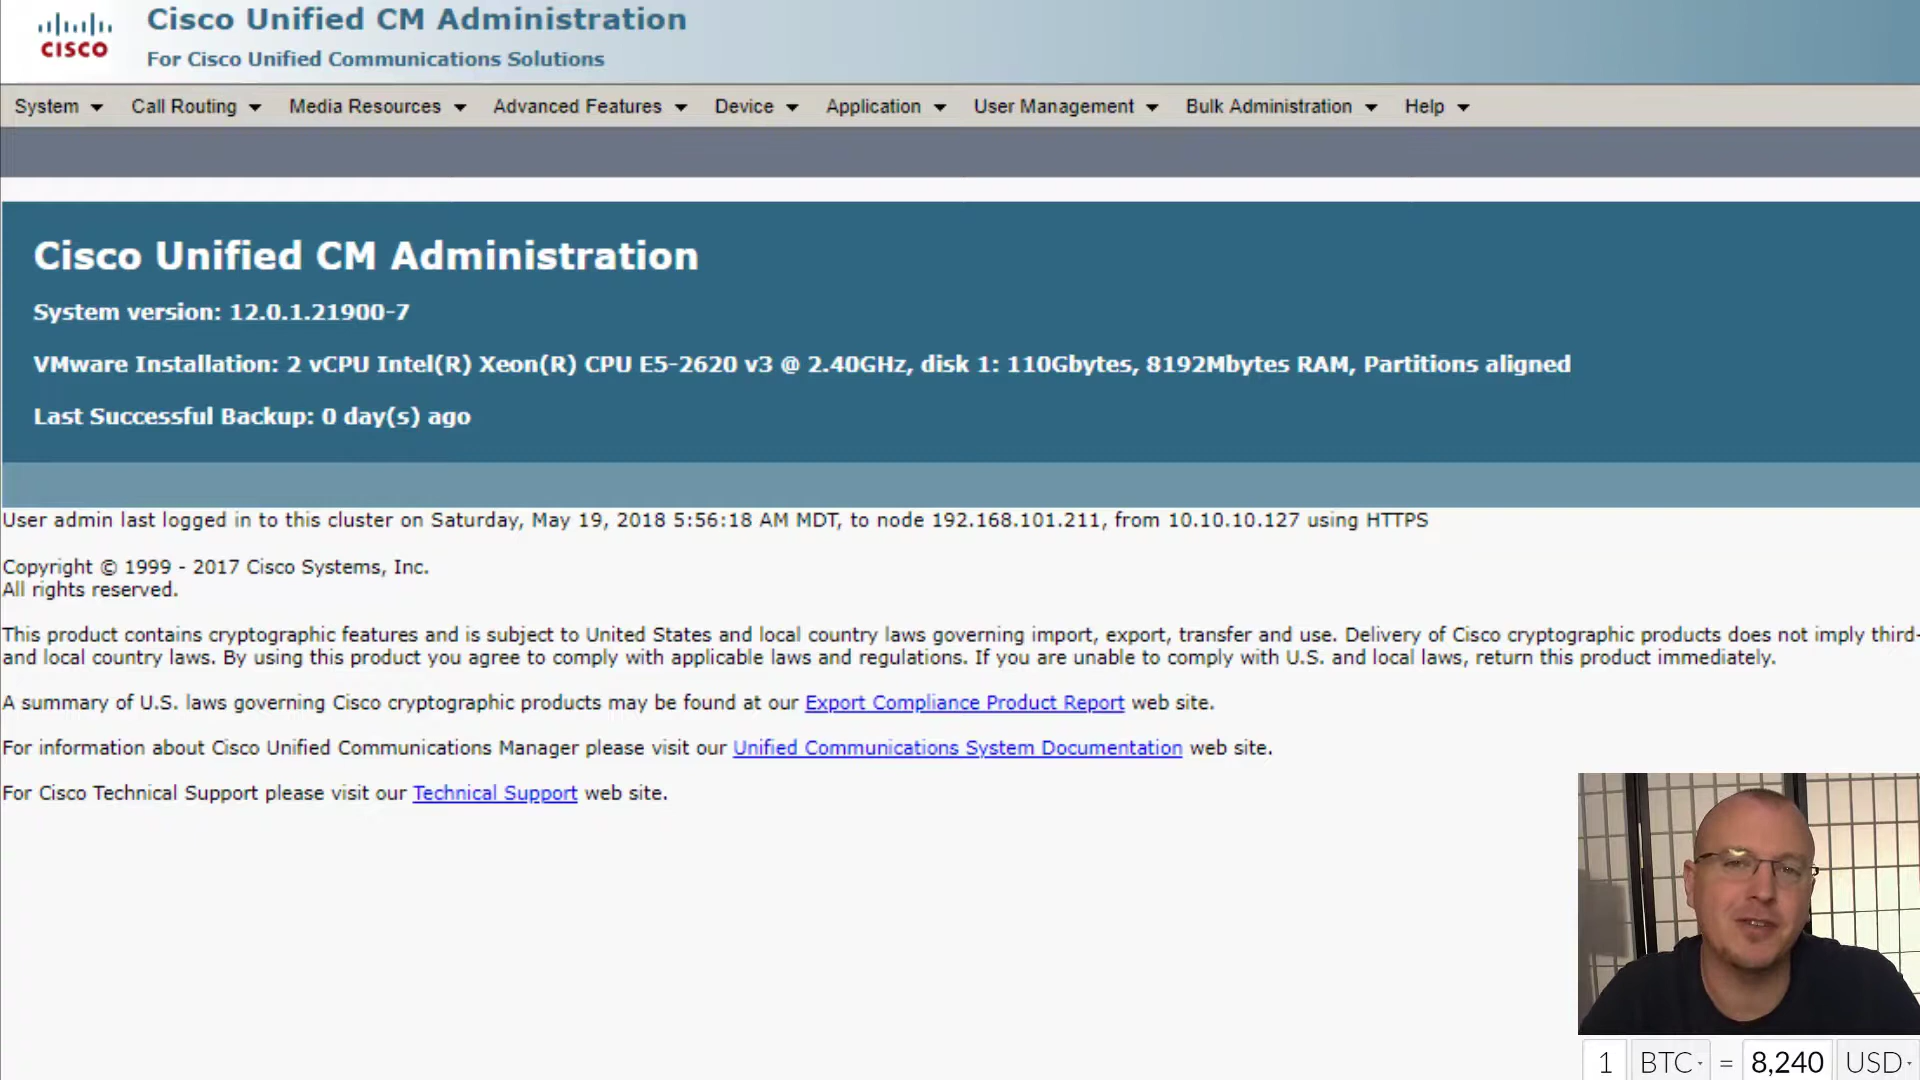 Cisco Unified CM Administration
CISCO
For Cisco Unified Communications Solutions
System Call Routing Media Resources Advanced Features Device Application User Management Bulk Administration Help
Cisco Unified CM Administration
System version: 12.0.1.21900-7
VMware Installation: 2 vCPU Intel(R) Xeon(R) CPU E5-2620 v3 @ 2.40GHz, disk 1: 110Gbytes, 8192Mbytes RAM, Partitions aligned
Last Successful Backup: 0 day(s) ago
User admin last logged in to this cluster on Saturday, May 19, 2018 5:56:18 AM MDT, to node 192.168.101.211, from 10.10.10.127 using HTTPS
Copyright © 1999 - 2017 Cisco Systems, Inc.
All rights reserved.
This product contains cryptographic features and is subject to United States and local country laws governing import, export, transfer and use. Delivery of Cisco cryptographic products does not imply third-
and local country laws. By using this product you agree to comply with applicable laws and regulations. If you are unable to comply with U.S. and local laws, return this product immediately.
A summary of U.S. laws governing Cisco cryptographic products may be found at our Export Compliance Product Report web site.
For information about Cisco Unified Communications Manager please visit our Unified Communications System Documentation web site.
For Cisco Technical Support please visit our Technical Support web site.
1 BTC = 8,240 USD